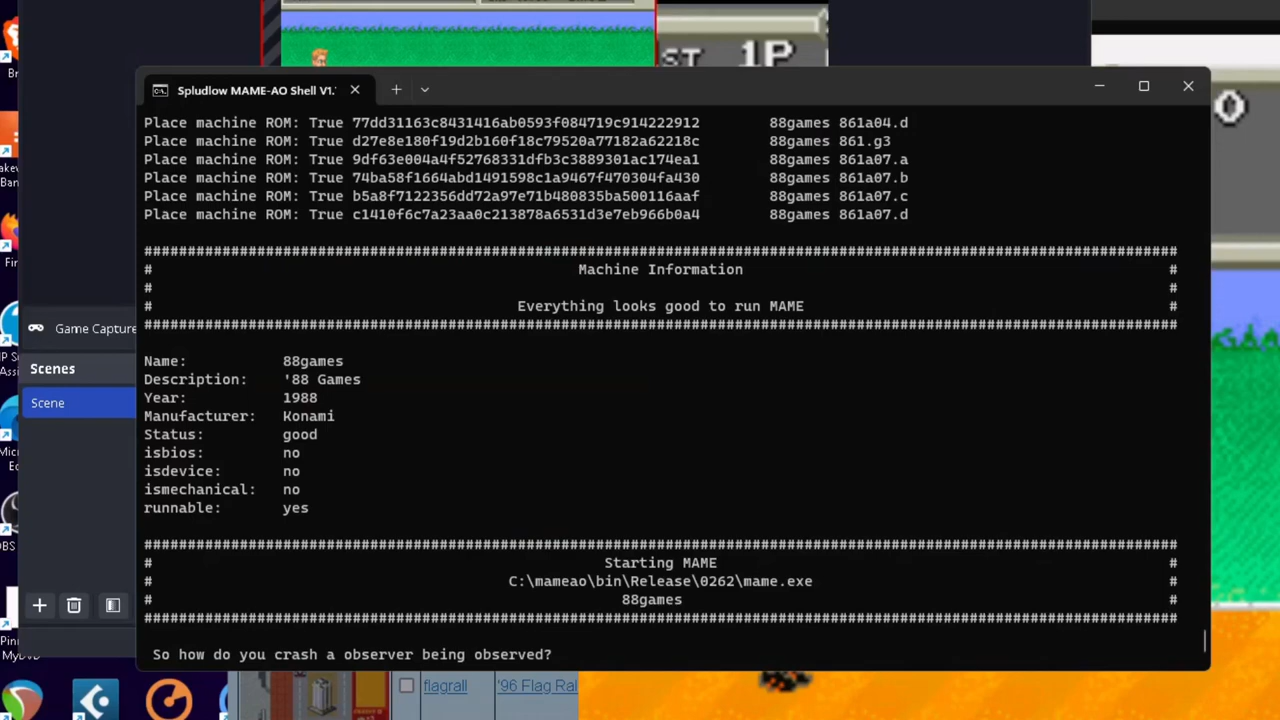 ST 1P
0
Spludlow MAME-AO Shell V1.
Place machine ROM: True 77dd31163c8431416ab0593f084719c914222912 88games 861a04.d
Place machine ROM: True d27e8e180f19d2b160f18c79520a77182a62218c 88games 861.g3
Place machine ROM: True 9df63e004a4f52768331dfb3c3889301ac174ea1 88games 861a07.a
Place machine ROM: True 74ba58f1664abd1491598c1a9467f470304fa430 88games 861a07.b
Place machine ROM: True b5a8f7122356dd72a97e71b480835ba500116aaf 88games 861a07.c
Place machine ROM: True c1410f6c7a23aa0c213878a6531d3e7eb966b0a4 88games 861a07.d
###################################################################################################################
# Machine Information #
# #
# Everything looks good to run MAME #
###################################################################################################################
Name: 88games
Description: '88 Games
Year: 1988
Manufacturer: Konami
Status: good
isbios: no
isdevice: no
ismechanical: no
runnable: yes
###################################################################################################################
# Starting MAME #
# C:\mameao\bin\Release\0262\mame.exe #
# 88games #
###################################################################################################################
So how do you crash a observer being observed?
Game Capture
Scenes
Scene
flagrall '96 Flag Ral